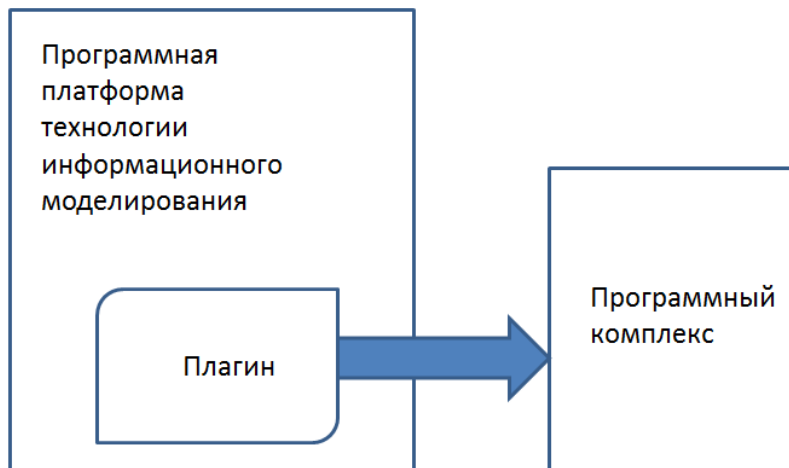 Программная
платформа
технологии
информационного
моделирования
Программный
комплекс
Плагин